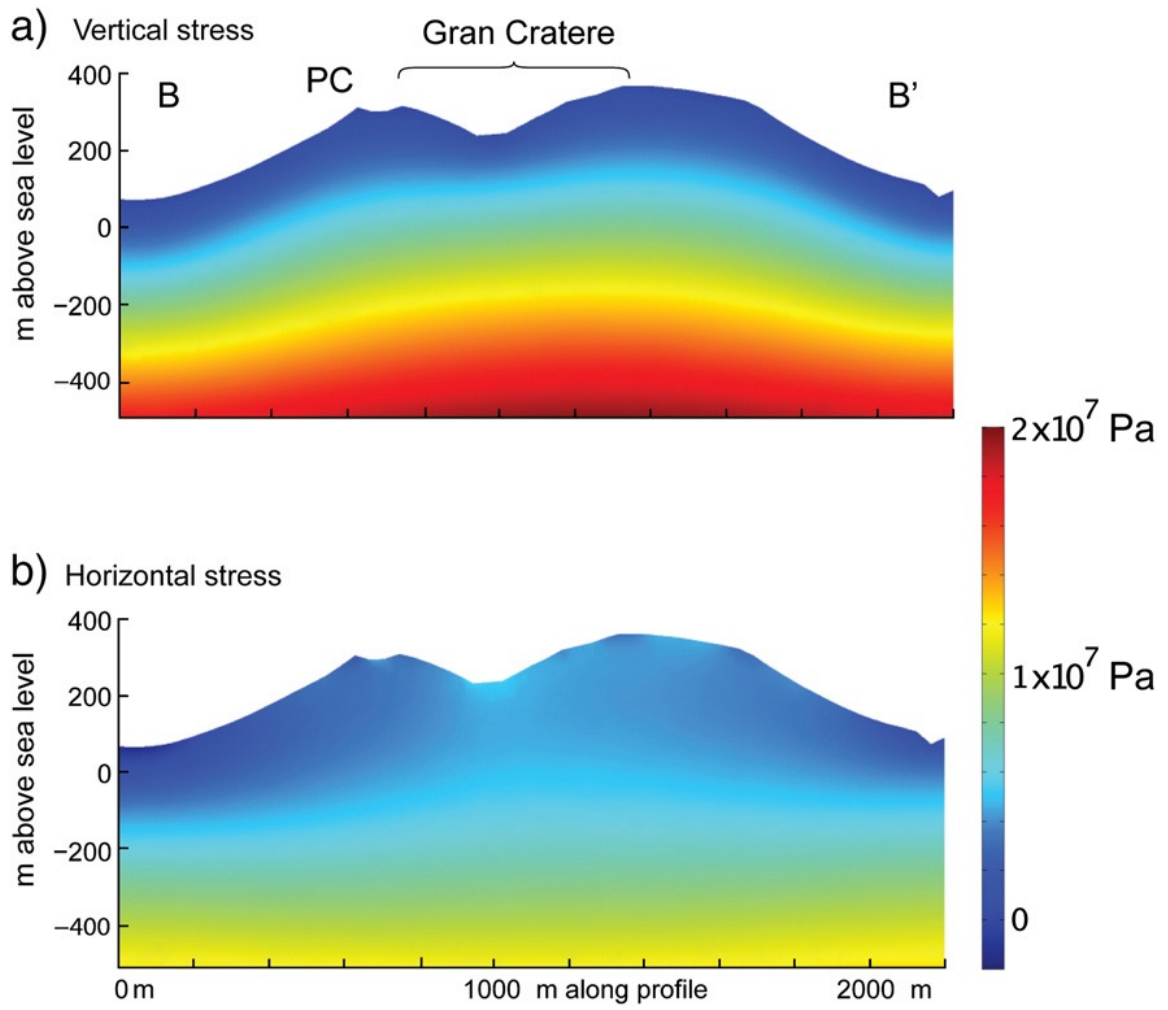 a) Vertical stress
Gran Cratere
B
PC
B’
m above sea level
400
200
0
−200
−400
2x10⁷ Pa
1x10⁷ Pa
0
b) Horizontal stress
m above sea level
400
200
0
−200
−400
0 m
1000 m along profile
2000 m